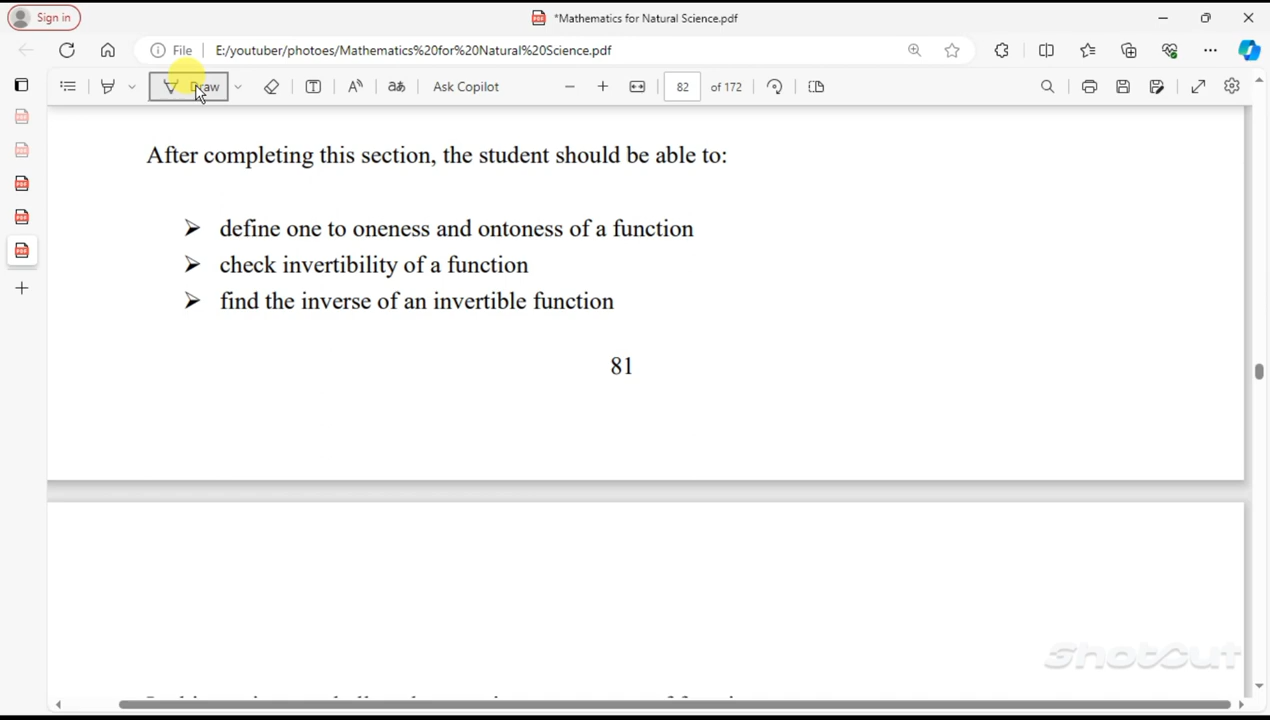 Sign in
*Mathematics for Natural Science.pdf
File
E:/youtuber/photoes/Mathematics%20for%20Natural%20Science.pdf
Draw
aあ
Ask Copilot
82 of 172
After completing this section, the student should be able to:
➢ define one to oneness and ontoness of a function
➢ check invertibility of a function
➢ find the inverse of an invertible function
81
Shotcut